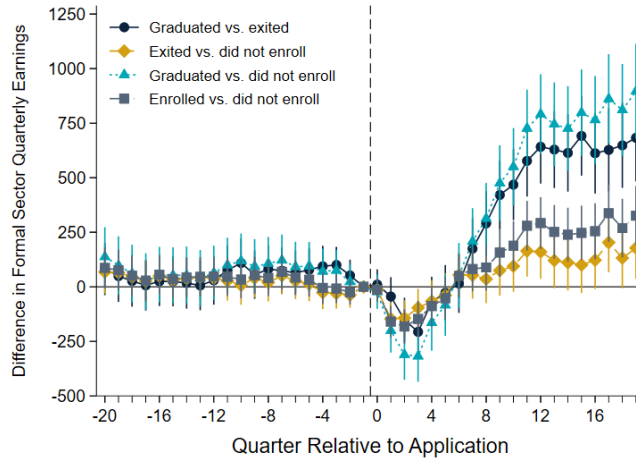 Difference in Formal Sector Quarterly Earnings
1250
1000
750
500
250
0
-250
-500
Graduated vs. exited
Exited vs. did not enroll
Graduated vs. did not enroll
Enrolled vs. did not enroll
-20 -16 -12 -8 -4 0 4 8 12 16
Quarter Relative to Application